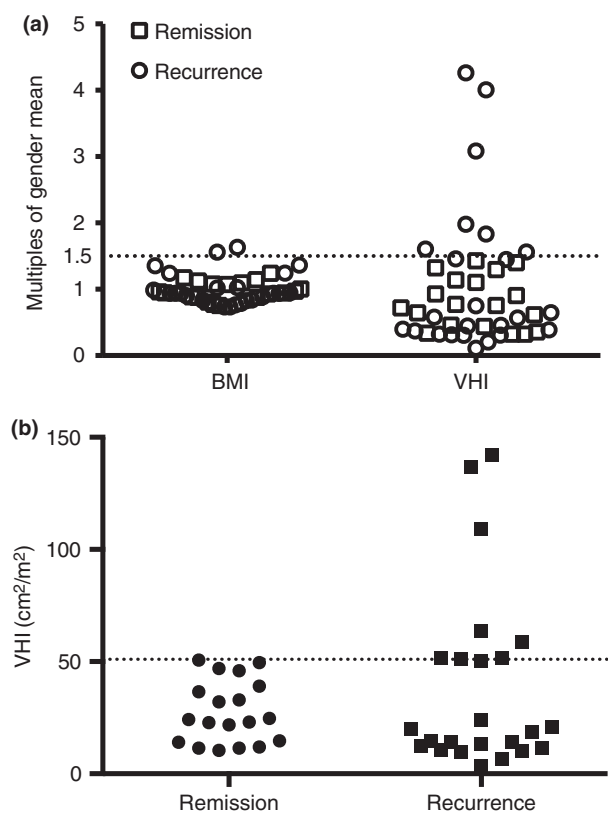 (a)
5
4
3
2
1.5
1
0
Multiples of gender mean
Remission
Recurrence
BMI VHI
(b)
150
100
50
0
VHI (cm²/m²)
Remission Recurrence